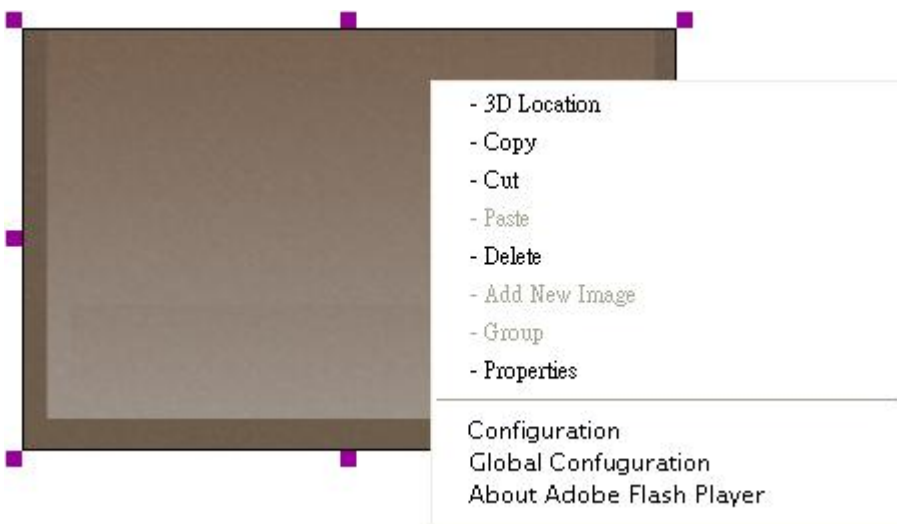 - 3D Location
- Copy
- Cut
- Paste
- Delete
- Add New Image
- Group
- Properties
Configuration
Global Confuguration
About Adobe Flash Player